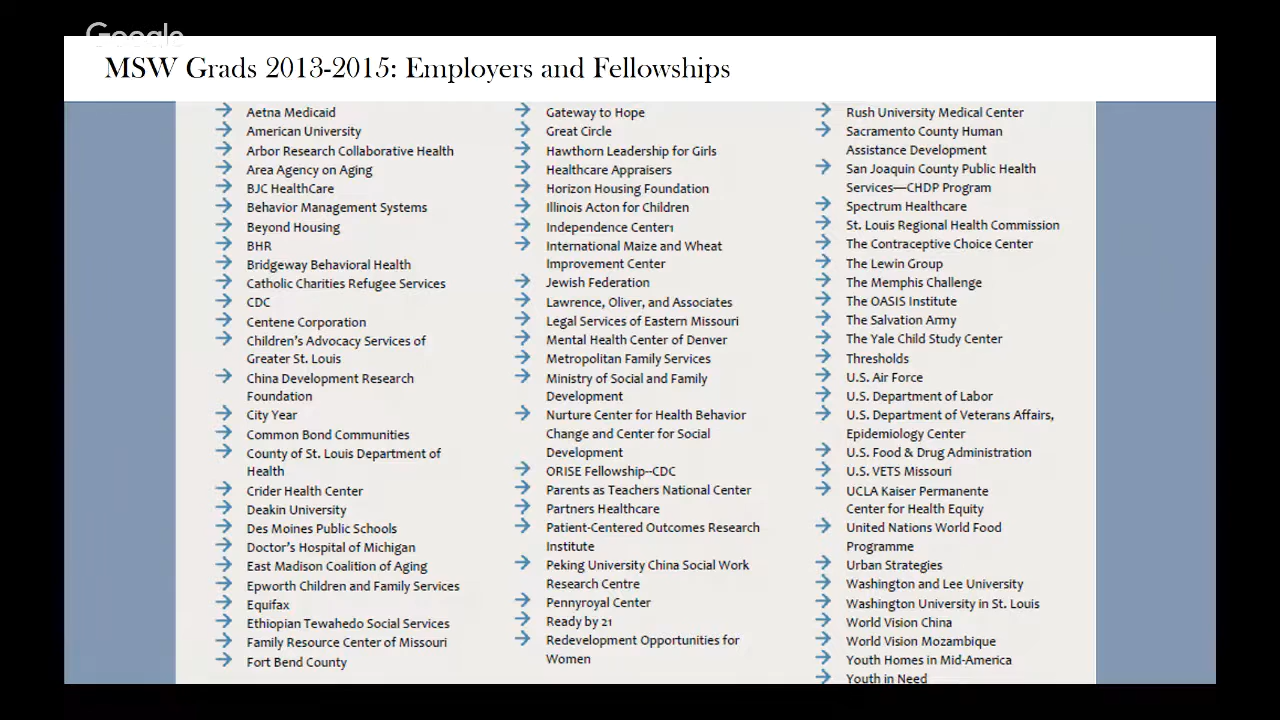 Google
MSW Grads 2013-2015: Employers and Fellowships
Aetna Medicaid
American University
Arbor Research Collaborative Health
Area Agency on Aging
BJC HealthCare
Behavior Management Systems
Beyond Housing
BHR
Bridgeway Behavioral Health
Catholic Charities Refugee Services
CDC
Centene Corporation
Children's Advocacy Services of
Greater St. Louis
China Development Research
Foundation
City Year
Common Bond Communities
County of St. Louis Department of
Health
Crider Health Center
Deakin University
Des Moines Public Schools
Doctor's Hospital of Michigan
East Madison Coalition of Aging
Epworth Children and Family Services
Equifax
Ethiopian Tewahedo Social Services
Family Resource Center of Missouri
Fort Bend County
Gateway to Hope
Great Circle
Hawthorn Leadership for Girls
Healthcare Appraisers
Horizon Housing Foundation
Illinois Acton for Children
Independence Center1
International Maize and Wheat
Improvement Center
Jewish Federation
Lawrence, Oliver, and Associates
Legal Services of Eastern Missouri
Mental Health Center of Denver
Metropolitan Family Services
Ministry of Social and Family
Development
Nurture Center for Health Behavior
Change and Center for Social
Development
ORISE Fellowship--CDC
Parents as Teachers National Center
Partners Healthcare
Patient-Centered Outcomes Research
Institute
Peking University China Social Work
Research Centre
Pennyroyal Center
Ready by 21
Redevelopment Opportunities for
Women
Rush University Medical Center
Sacramento County Human
Assistance Development
San Joaquin County Public Health
Services—CHDP Program
Spectrum Healthcare
St. Louis Regional Health Commission
The Contraceptive Choice Center
The Lewin Group
The Memphis Challenge
The OASIS Institute
The Salvation Army
The Yale Child Study Center
Thresholds
U.S. Air Force
U.S. Department of Labor
U.S. Department of Veterans Affairs,
Epidemiology Center
U.S. Food & Drug Administration
U.S. VETS Missouri
UCLA Kaiser Permanente
Center for Health Equity
United Nations World Food
Programme
Urban Strategies
Washington and Lee University
Washington University in St. Louis
World Vision China
World Vision Mozambique
Youth Homes in Mid-America
Youth in Need